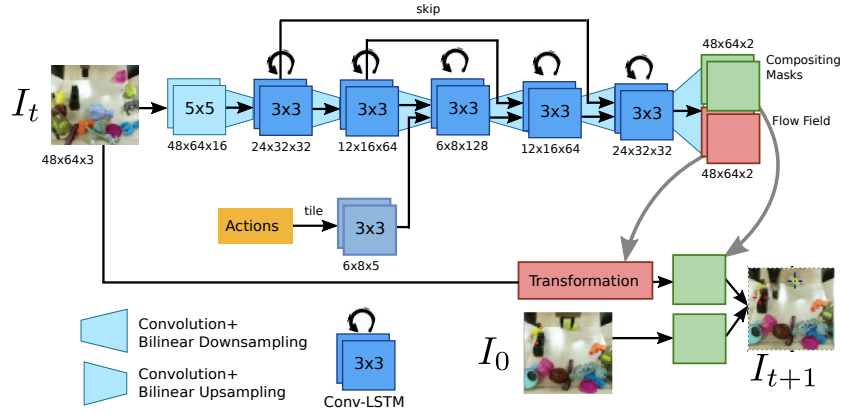 skip
48x64x2
Compositing
Masks
I_t
5x5
3x3
3x3
3x3
3x3
3x3
Flow Field
48x64x3
48x64x16
24x32x32
12x16x64
6x8x128
12x16x64
24x32x32
48x64x2
Actions
tile
3x3
6x8x5
Transformation
Convolution+
Bilinear Downsampling
3x3
I_0
I_{t+1}
Convolution+
Bilinear Upsampling
Conv-LSTM